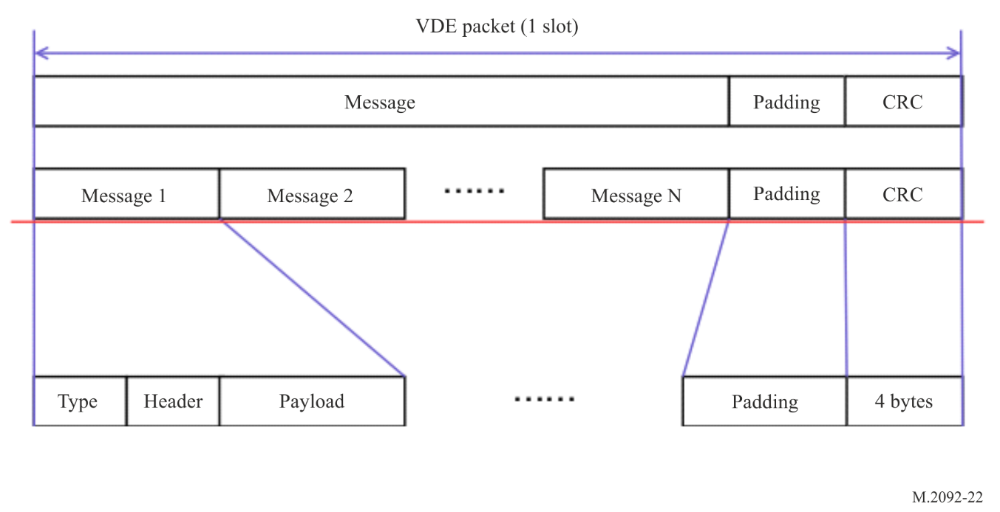 VDE packet (1 slot)
Message Padding CRC
Message 1 Message 2 ...... Message N Padding CRC
Type Header Payload ...... Padding 4 bytes
M.2092-22